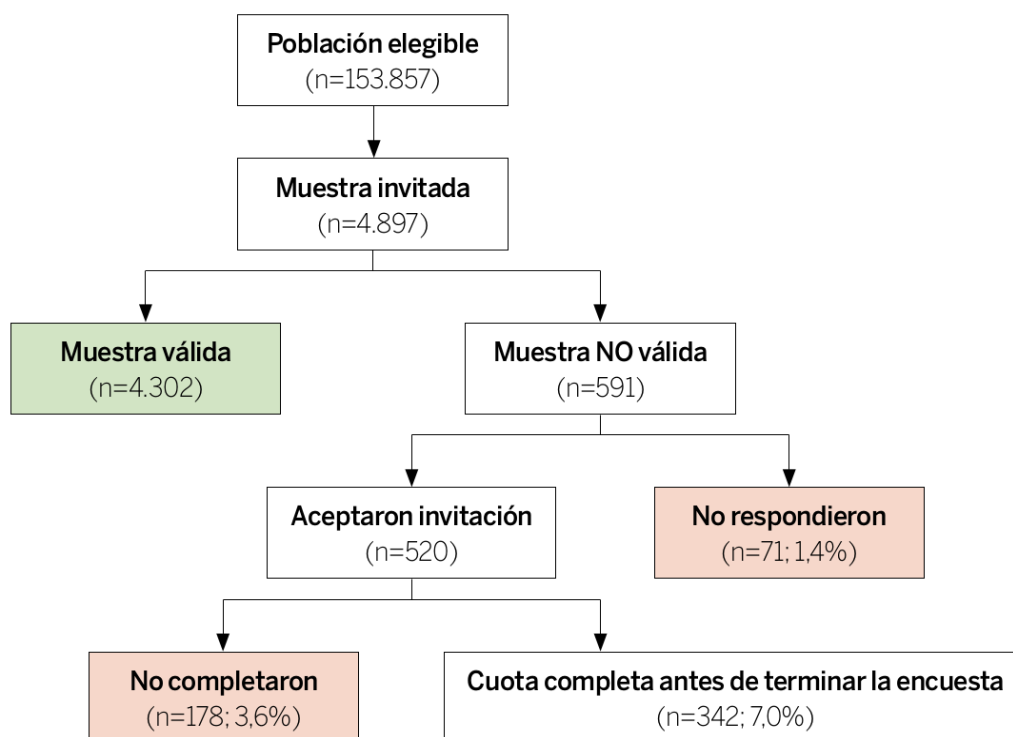 Población elegible
(n=153.857)
Muestra invitada
(n=4.897)
Muestra válida
(n=4.302)
Muestra NO válida
(n=591)
Aceptaron invitación
(n=520)
No respondieron
(n=71; 1,4%)
No completaron
(n=178; 3,6%)
Cuota completa antes de terminar la encuesta
(n=342; 7,0%)